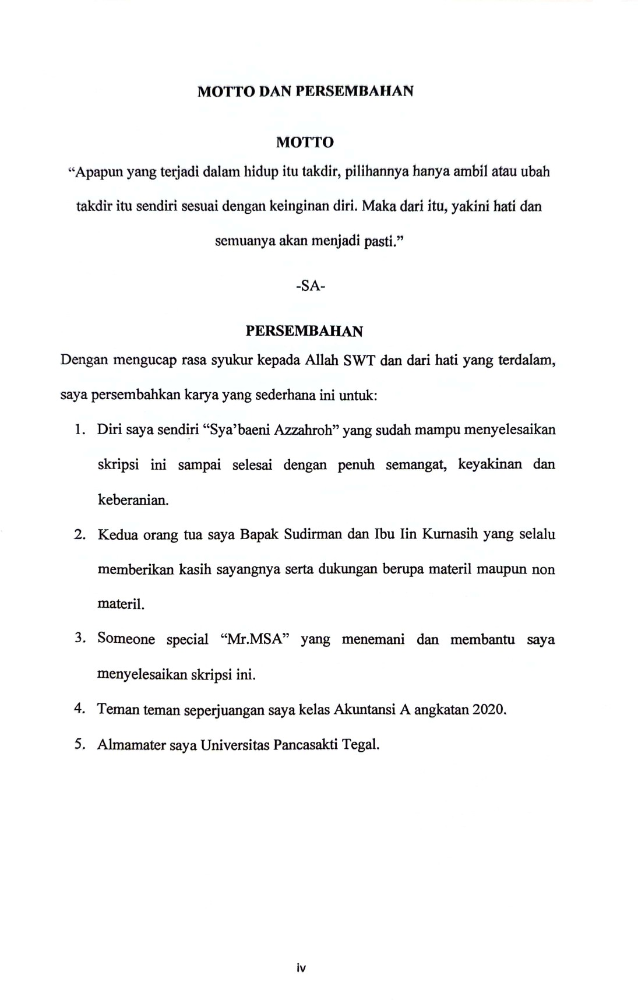 MOTTO DAN PERSEMBAHAN
MOTTO
“Apapun yang terjadi dalam hidup itu takdir, pilihannya hanya ambil atau ubah
takdir itu sendiri sesuai dengan keinginan diri. Maka dari itu, yakini hati dan
semuanya akan menjadi pasti.”
-SA-
PERSEMBAHAN
Dengan mengucap rasa syukur kepada Allah SWT dan dari hati yang terdalam,
saya persembahkan karya yang sederhana ini untuk:
1. Diri saya sendiri “Sya’baeni Azzahroh” yang sudah mampu menyelesaikan
skripsi ini sampai selesai dengan penuh semangat, keyakinan dan
keberanian.
2. Kedua orang tua saya Bapak Sudirman dan Ibu Iin Kurnasih yang selalu
memberikan kasih sayangnya serta dukungan berupa materil maupun non
materil.
3. Someone special “Mr.MSA” yang menemani dan membantu saya
menyelesaikan skripsi ini.
4. Teman teman seperjuangan saya kelas Akuntansi A angkatan 2020.
5. Almamater saya Universitas Pancasakti Tegal.
iv